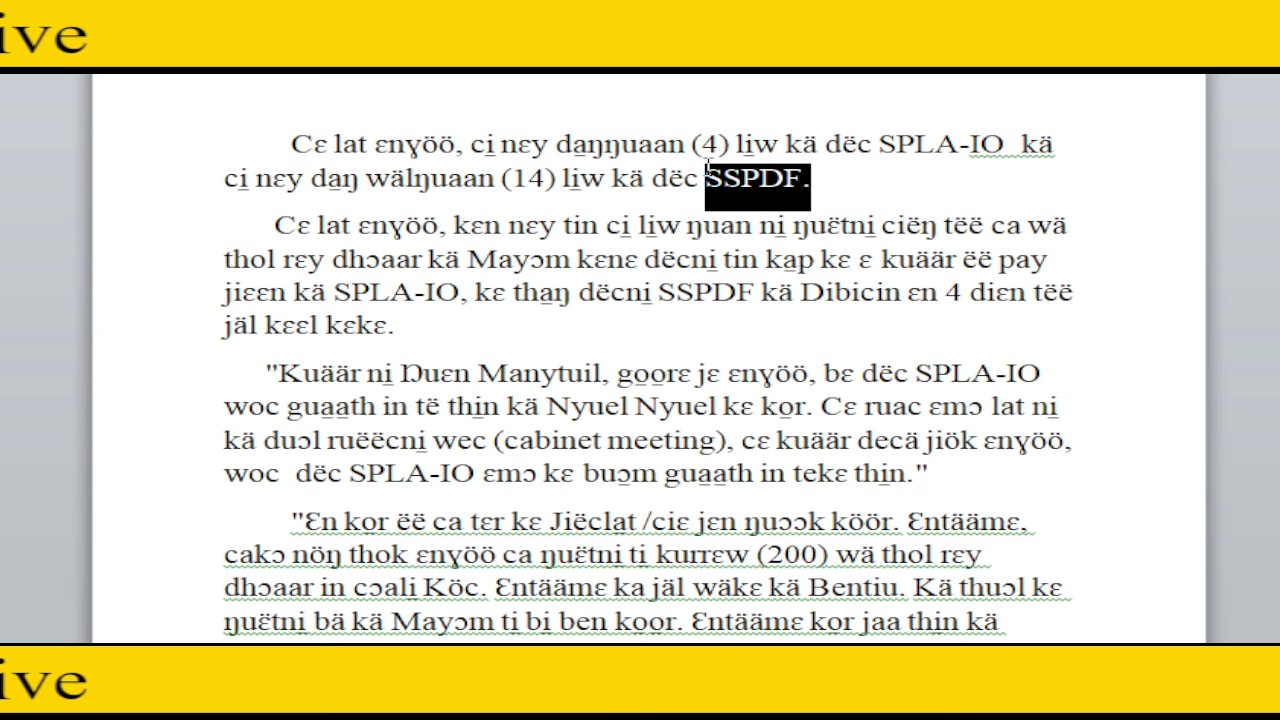 ive
Cɛ lat ɛnɣöö, ci̱ nɛy da̱ŋŋuaan (4) li̱w kä dëc SPLA-IO kä
ci̱ nɛy da̱ŋ wälŋuaan (14) li̱w kä dëc SSPDF.
Cɛ lat ɛnɣöö, kɛn nɛy tin ci̱ li̱w ŋuan ni̱ ŋuɛ̈tni̱ ciëŋ tëë ca wä
thol rɛy dhɔaar kä Mayɔm kɛnɛ dëcni̱ tin ka̱p kɛ ɛ kuäär ëë pay
jiɛɛn kä SPLA-IO, kɛ tha̱ŋ dëcni̱ SSPDF kä Dibicin ɛn 4 diɛn tëë
jäl kɛɛl kɛkɛ.
"Kuäär ni̱ Ŋuɛn Manytuil, go̱o̱rɛ jɛ ɛnɣöö, bɛ dëc SPLA-IO
woc gua̱a̱th in të thi̱n kä Nyuel Nyuel kɛ ko̱r. Cɛ ruac ɛmɔ lat ni̱
kä duɔl ruëëcni̱ wec (cabinet meeting), cɛ kuäär decä jiök ɛnɣöö,
woc dëc SPLA-IO ɛmɔ kɛ buɔ̱m gua̱a̱th in tekɛ thi̱n."
"Ɛn ko̱r ëë ca tɛr kɛ Jiëcla̱t /ciɛ jɛn ŋuɔɔk köör. Ɛntäämɛ,
cakɔ nöŋ thok ɛnɣöö ca ŋuɛ̈tni̱ ti̱ kurrɛw (200) wä thol rɛy
dhɔaar in cɔali̱ Köc. Ɛntäämɛ ka jäl wäkɛ kä Bentiu. Kä thuɔl kɛ
ŋuɛ̈tni̱ bä kä Mayɔm ti̱ bi̱ ben ko̱o̱r. Ɛntäämɛ ko̱r jaa thi̱n kä
ive